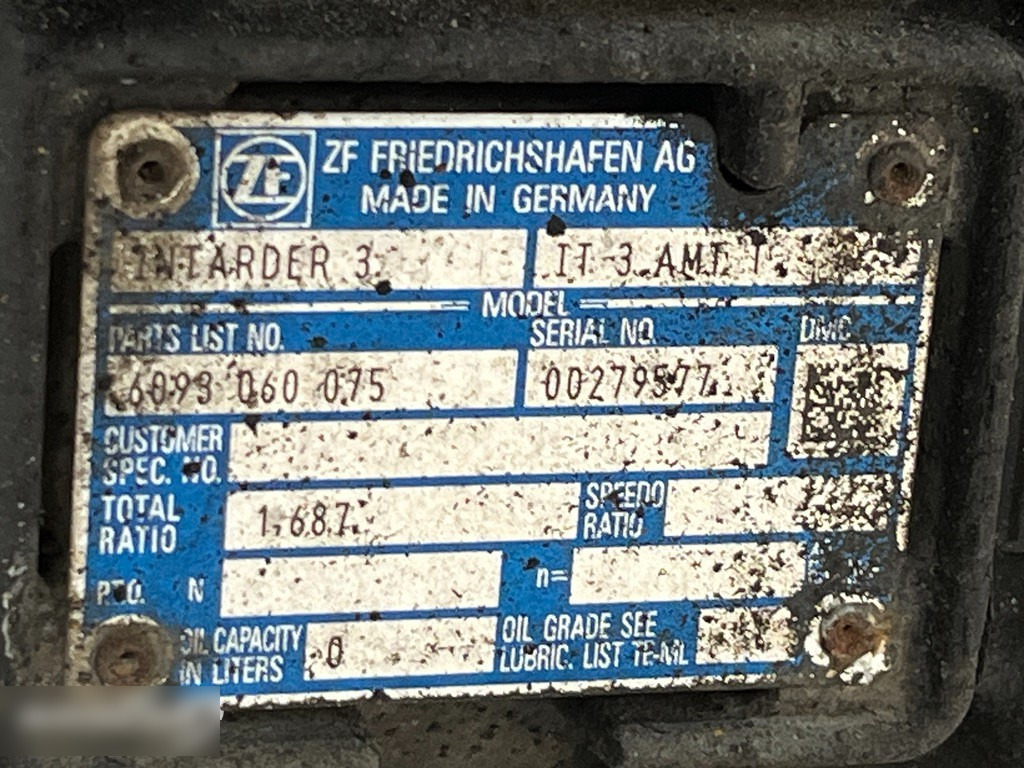 ZF ZF FRIEDRICHSHAFEN AG
MADE IN GERMANY
INTARDER 3 IT 3 AMT
MODEL
PARTS LIST NO. SERIAL NO. DMC
6093 060 075
CUSTOMER
SPEC. NO.
TOTAL SPEEDO
RATIO 1,687 RATIO
P.T.O. N n=
OIL CAPACITY 0 OIL GRADE SEE
IN LITERS LUBRIC. LIST TE-ML